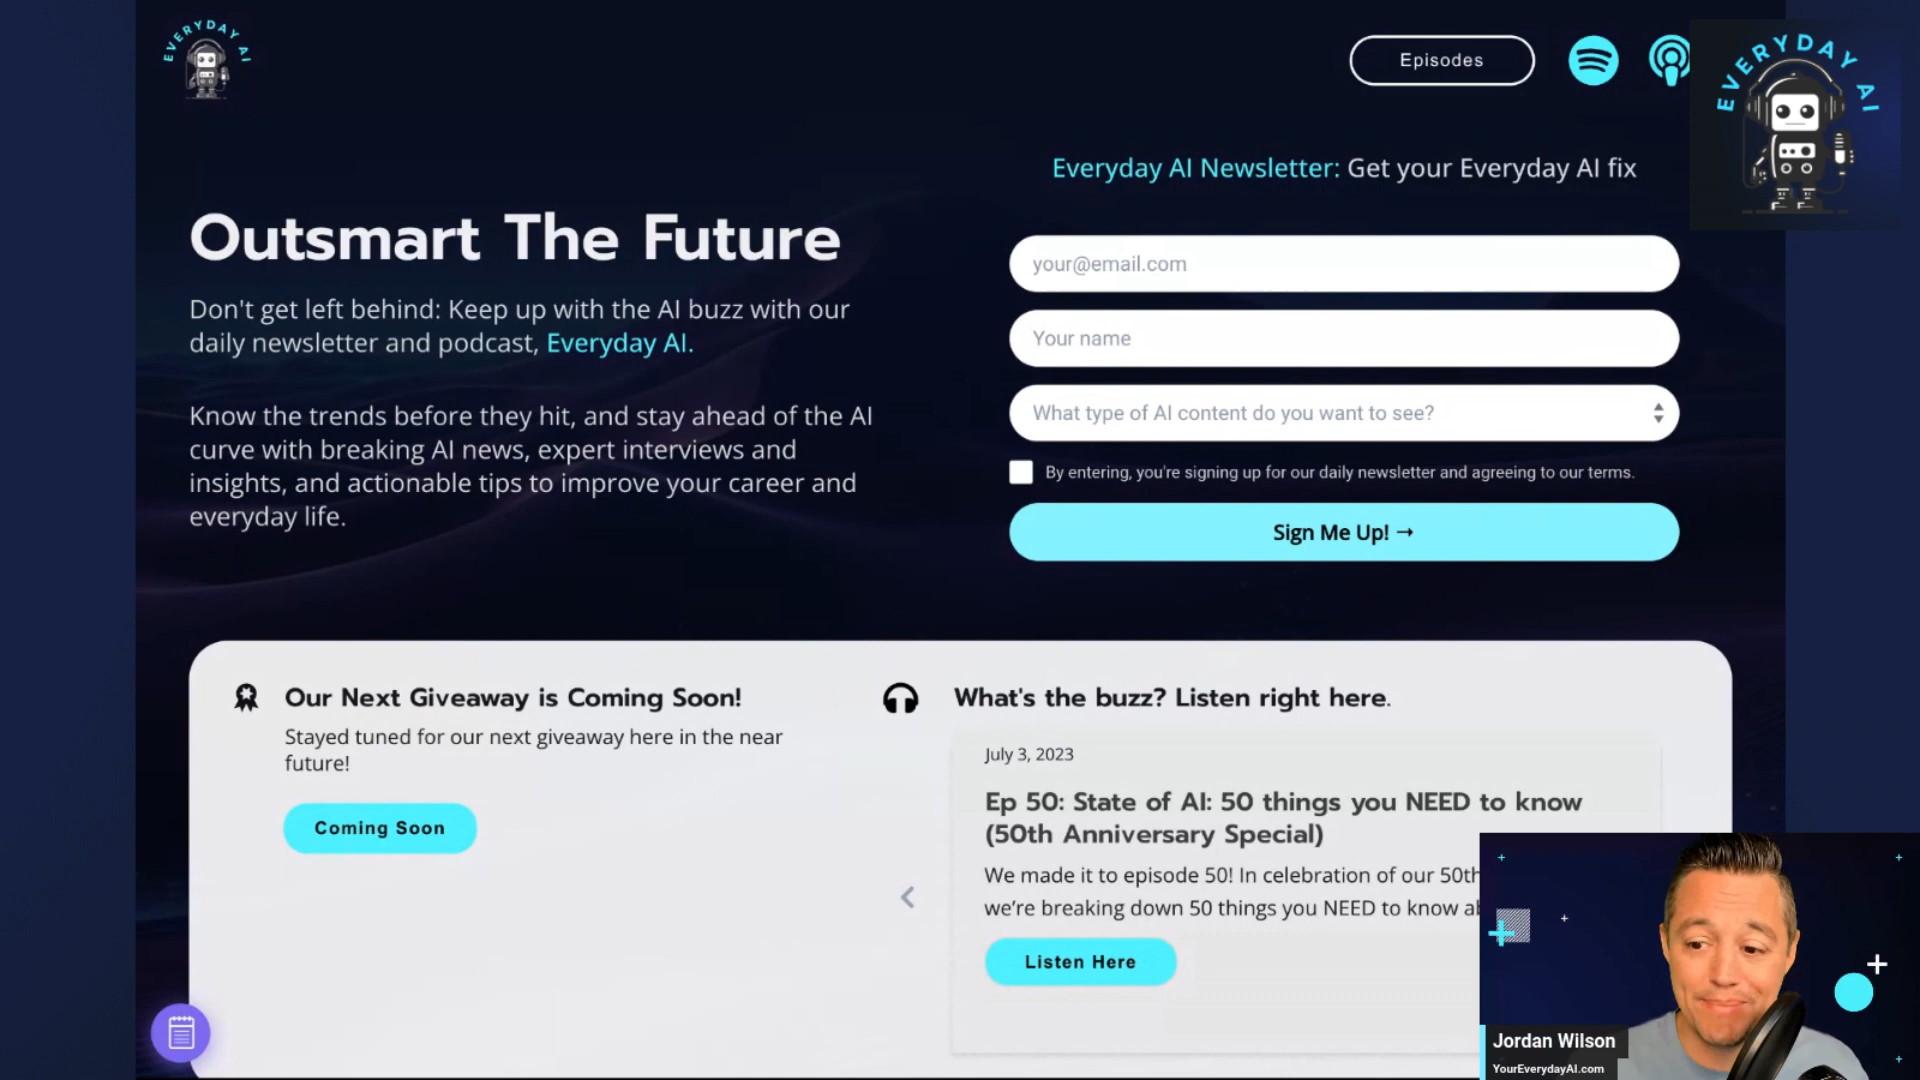 EVERYDAY AI
Episodes
EVERYDAY AI
Everyday AI Newsletter: Get your Everyday AI fix
Outsmart The Future
Don't get left behind: Keep up with the AI buzz with our
daily newsletter and podcast, Everyday AI.
Know the trends before they hit, and stay ahead of the AI
curve with breaking AI news, expert interviews and
insights, and actionable tips to improve your career and
everyday life.
your@email.com
Your name
What type of AI content do you want to see?
By entering, you're signing up for our daily newsletter and agreeing to our terms.
Sign Me Up! →
Our Next Giveaway is Coming Soon!
Stayed tuned for our next giveaway here in the near
future!
Coming Soon
What's the buzz? Listen right here.
July 3, 2023
Ep 50: State of AI: 50 things you NEED to know
(50th Anniversary Special)
We made it to episode 50! In celebration of our 50th
we're breaking down 50 things you NEED to know
Listen Here
Jordan Wilson
YourEverydayAI.com